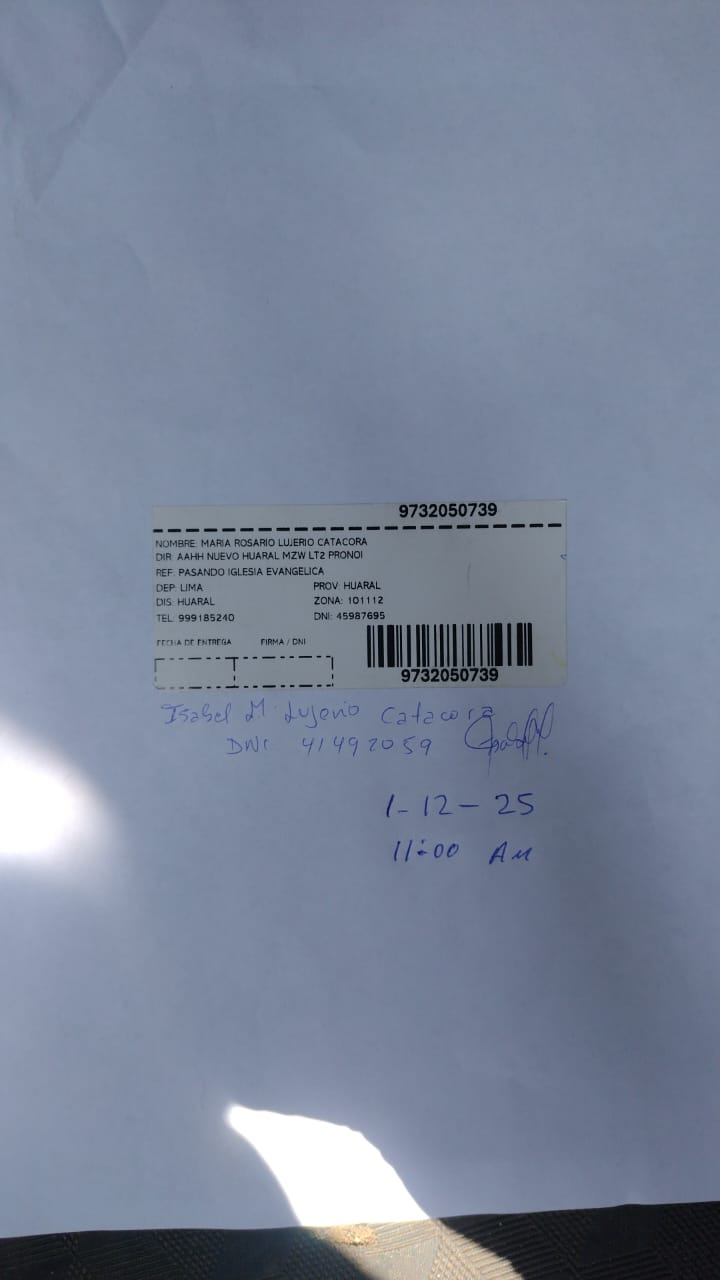 9732050739
NOMBRE: MARIA ROSARIO LUJERIO CATACORA
DIR: AAHH NUEVO HUARAL MZW LT2 PRONOI
REF: PASANDO IGLESIA EVANGELICA
DEP: LIMA PROV: HUARAL
DIS: HUARAL ZONA: 101112
TEL: 999185240 DNI: 45987695
FECHA DE ENTREGA FIRMA / DNI
9732050739
Isabel M. Lujerio Catacora
DNI 41492059
1-12-25
11:00 AM